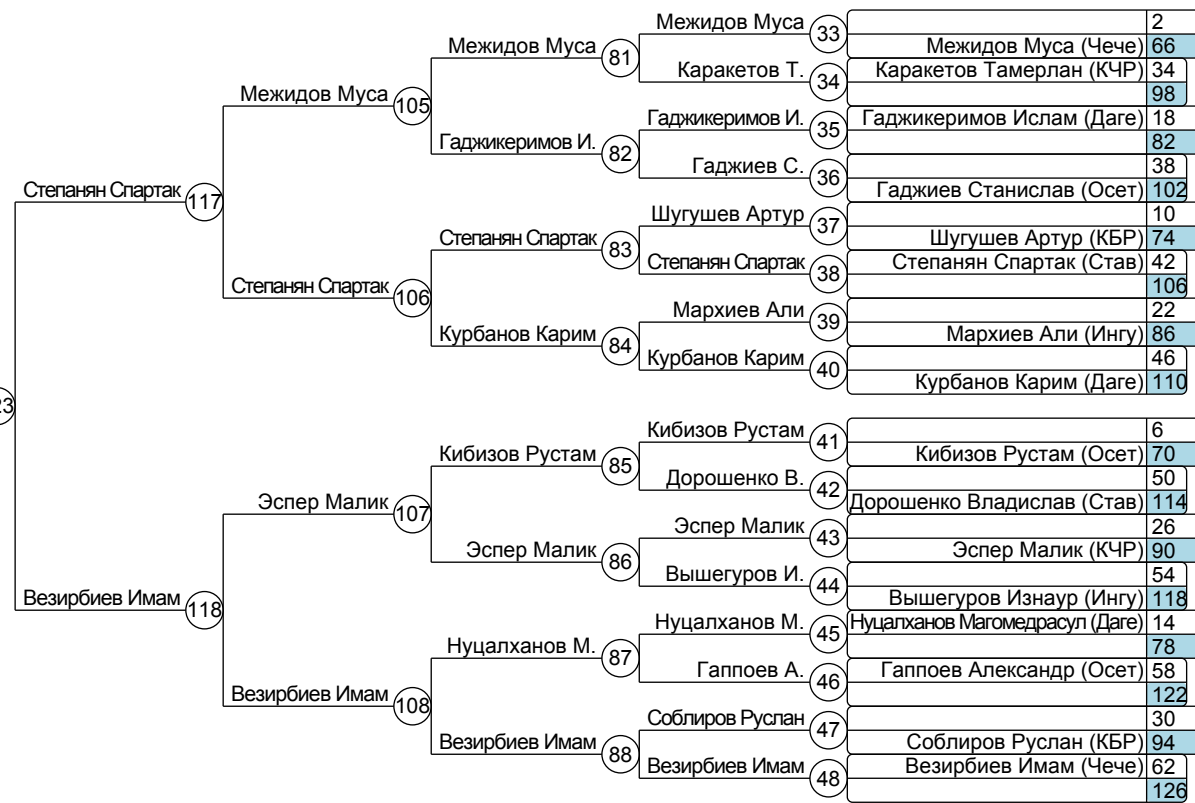 Межидов Муса 33 2
Межидов Муса 81 Межидов Муса (Чече) 66
Каракетов Т. 34 Каракетов Тамерлан (КЧР) 34
Межидов Муса 105 98
Гаджикеримов И. 35 Гаджикеримов Ислам (Даге) 18
Гаджикеримов И. 82 82
Гаджиев С. 36 38
Степанян Спартак 117 Гаджиев Станислав (Осет) 102
Шугушев Артур 37 10
Степанян Спартак 83 Шугушев Артур (КБР) 74
Степанян Спартак 38 Степанян Спартак (Став) 42
Степанян Спартак 106 106
Мархиев Али 39 22
Курбанов Карим 84 Мархиев Али (Ингу) 86
Курбанов Карим 40 46
Курбанов Карим (Даге) 110
23
Кибизов Рустам 41 6
Кибизов Рустам 85 Кибизов Рустам (Осет) 70
Дорошенко В. 42 50
Эспер Малик 107 Дорошенко Владислав (Став) 114
Эспер Малик 43 26
Эспер Малик 86 Эспер Малик (КЧР) 90
Вышегуров И. 44 54
Везирбиев Имам 118 Вышегуров Изнаур (Ингу) 118
Нуцалханов М. 45 Нуцалханов Магомедрасул (Даге) 14
Нуцалханов М. 87 78
Гаппоев А. 46 Гаппоев Александр (Осет) 58
Везирбиев Имам 108 122
Соблиров Руслан 47 30
Везирбиев Имам 88 Соблиров Руслан (КБР) 94
Везирбиев Имам 48 Везирбиев Имам (Чече) 62
126